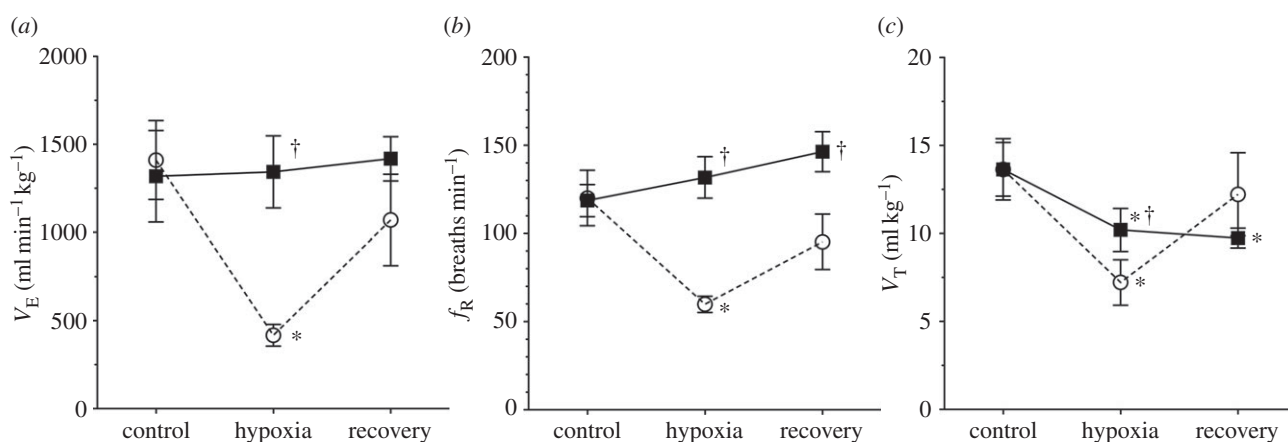 (a)
2000
1500
1000
500
0
V_E (ml min⁻¹ kg⁻¹)
†
*
control hypoxia recovery
(b)
200
150
100
50
0
f_R (breaths min⁻¹)
†
†
*
control hypoxia recovery
(c)
20
15
10
5
0
V_T (ml kg⁻¹)
*†
*
*
control hypoxia recovery